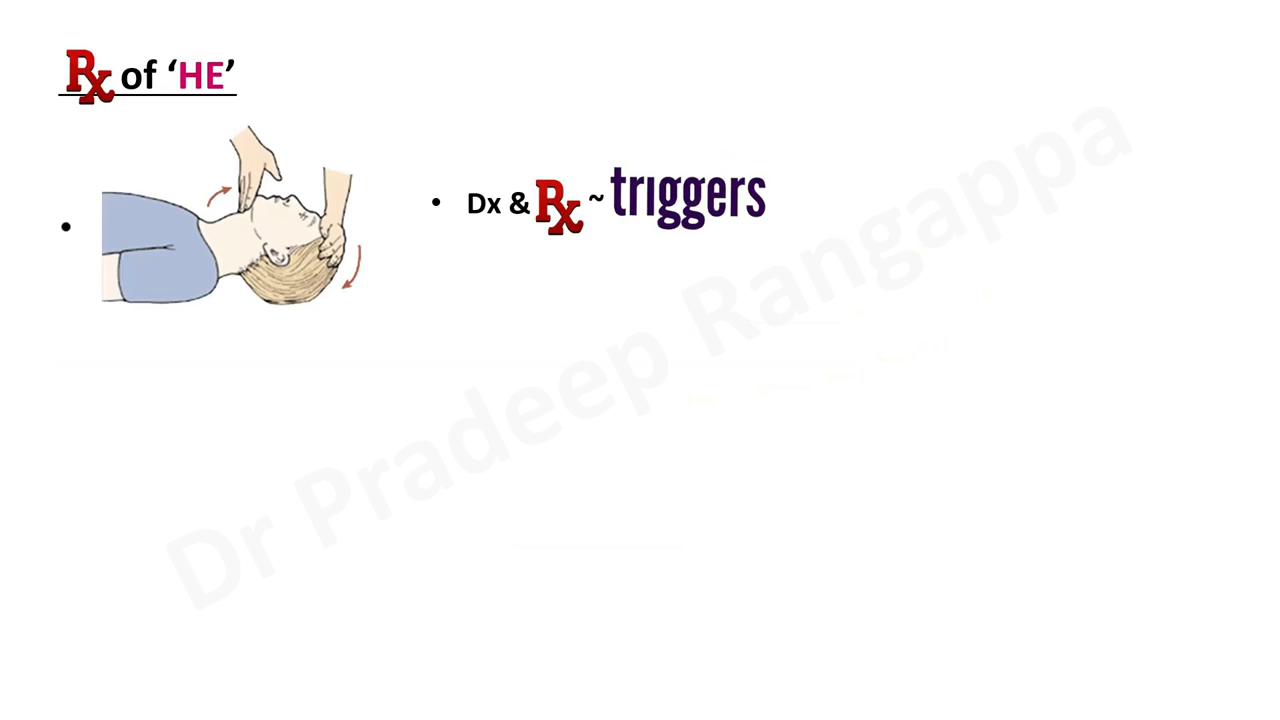 Rx of ‘HE’
• Dx & Rx ~ triggers
Dr Pradeep Rangappa